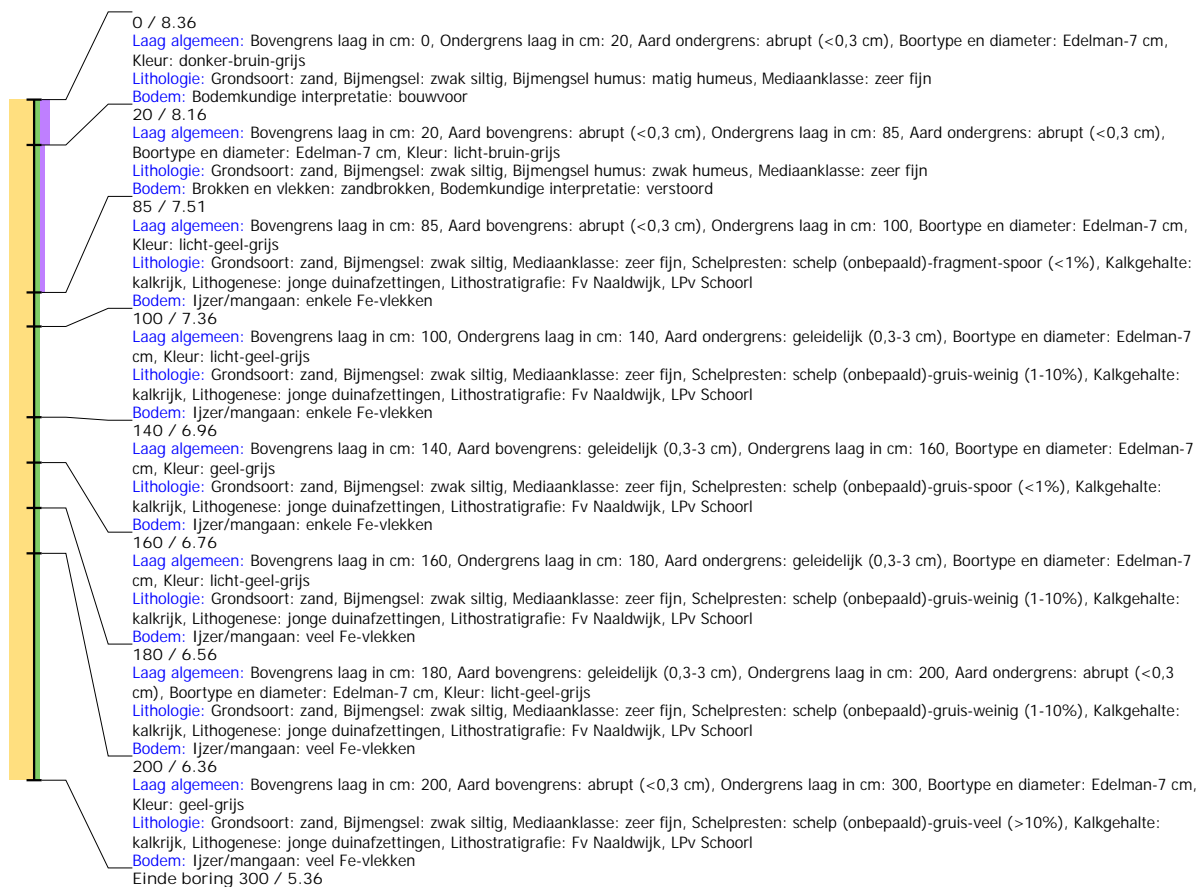 0 / 8.36
Laag algemeen: Bovengrens laag in cm: 0, Ondergrens laag in cm: 20, Aard ondergrens: abrupt (<0,3 cm), Boortype en diameter: Edelman-7 cm,
Kleur: donker-bruin-grijs
Lithologie: Grondsoort: zand, Bijmengsel: zwak siltig, Bijmengsel humus: matig humeus, Mediaanklasse: zeer fijn
Bodem: Bodemkundige interpretatie: bouwvoor
20 / 8.16
Laag algemeen: Bovengrens laag in cm: 20, Aard bovengrens: abrupt (<0,3 cm), Ondergrens laag in cm: 85, Aard ondergrens: abrupt (<0,3 cm),
Boortype en diameter: Edelman-7 cm, Kleur: licht-bruin-grijs
Lithologie: Grondsoort: zand, Bijmengsel: zwak siltig, Bijmengsel humus: zwak humeus, Mediaanklasse: zeer fijn
Bodem: Brokken en vlekken: zandbrokken, Bodemkundige interpretatie: verstoord
85 / 7.51
Laag algemeen: Bovengrens laag in cm: 85, Aard bovengrens: abrupt (<0,3 cm), Ondergrens laag in cm: 100, Boortype en diameter: Edelman-7 cm,
Kleur: licht-geel-grijs
Lithologie: Grondsoort: zand, Bijmengsel: zwak siltig, Mediaanklasse: zeer fijn, Schelpresten: schelp (onbepaald)-fragment-spoor (<1%), Kalkgehalte:
kalkrijk, Lithogenese: jonge duinafzettingen, Lithostratigrafie: Fv Naaldwijk, LPv Schoorl
Bodem: Ijzer/mangaan: enkele Fe-vlekken
100 / 7.36
Laag algemeen: Bovengrens laag in cm: 100, Ondergrens laag in cm: 140, Aard ondergrens: geleidelijk (0,3-3 cm), Boortype en diameter: Edelman-7
cm, Kleur: licht-geel-grijs
Lithologie: Grondsoort: zand, Bijmengsel: zwak siltig, Mediaanklasse: zeer fijn, Schelpresten: schelp (onbepaald)-gruis-weinig (1-10%), Kalkgehalte:
kalkrijk, Lithogenese: jonge duinafzettingen, Lithostratigrafie: Fv Naaldwijk, LPv Schoorl
Bodem: Ijzer/mangaan: enkele Fe-vlekken
140 / 6.96
Laag algemeen: Bovengrens laag in cm: 140, Aard bovengrens: geleidelijk (0,3-3 cm), Ondergrens laag in cm: 160, Boortype en diameter: Edelman-7
cm, Kleur: geel-grijs
Lithologie: Grondsoort: zand, Bijmengsel: zwak siltig, Mediaanklasse: zeer fijn, Schelpresten: schelp (onbepaald)-gruis-spoor (<1%), Kalkgehalte:
kalkrijk, Lithogenese: jonge duinafzettingen, Lithostratigrafie: Fv Naaldwijk, LPv Schoorl
Bodem: Ijzer/mangaan: enkele Fe-vlekken
160 / 6.76
Laag algemeen: Bovengrens laag in cm: 160, Ondergrens laag in cm: 180, Aard ondergrens: geleidelijk (0,3-3 cm), Boortype en diameter: Edelman-7
cm, Kleur: licht-geel-grijs
Lithologie: Grondsoort: zand, Bijmengsel: zwak siltig, Mediaanklasse: zeer fijn, Schelpresten: schelp (onbepaald)-gruis-weinig (1-10%), Kalkgehalte:
kalkrijk, Lithogenese: jonge duinafzettingen, Lithostratigrafie: Fv Naaldwijk, LPv Schoorl
Bodem: Ijzer/mangaan: veel Fe-vlekken
180 / 6.56
Laag algemeen: Bovengrens laag in cm: 180, Aard bovengrens: geleidelijk (0,3-3 cm), Ondergrens laag in cm: 200, Aard ondergrens: abrupt (<0,3
cm), Boortype en diameter: Edelman-7 cm, Kleur: licht-geel-grijs
Lithologie: Grondsoort: zand, Bijmengsel: zwak siltig, Mediaanklasse: zeer fijn, Schelpresten: schelp (onbepaald)-gruis-weinig (1-10%), Kalkgehalte:
kalkrijk, Lithogenese: jonge duinafzettingen, Lithostratigrafie: Fv Naaldwijk, LPv Schoorl
Bodem: Ijzer/mangaan: veel Fe-vlekken
200 / 6.36
Laag algemeen: Bovengrens laag in cm: 200, Aard bovengrens: abrupt (<0,3 cm), Ondergrens laag in cm: 300, Boortype en diameter: Edelman-7 cm,
Kleur: geel-grijs
Lithologie: Grondsoort: zand, Bijmengsel: zwak siltig, Mediaanklasse: zeer fijn, Schelpresten: schelp (onbepaald)-gruis-veel (>10%), Kalkgehalte:
kalkrijk, Lithogenese: jonge duinafzettingen, Lithostratigrafie: Fv Naaldwijk, LPv Schoorl
Bodem: Ijzer/mangaan: veel Fe-vlekken
Einde boring 300 / 5.36